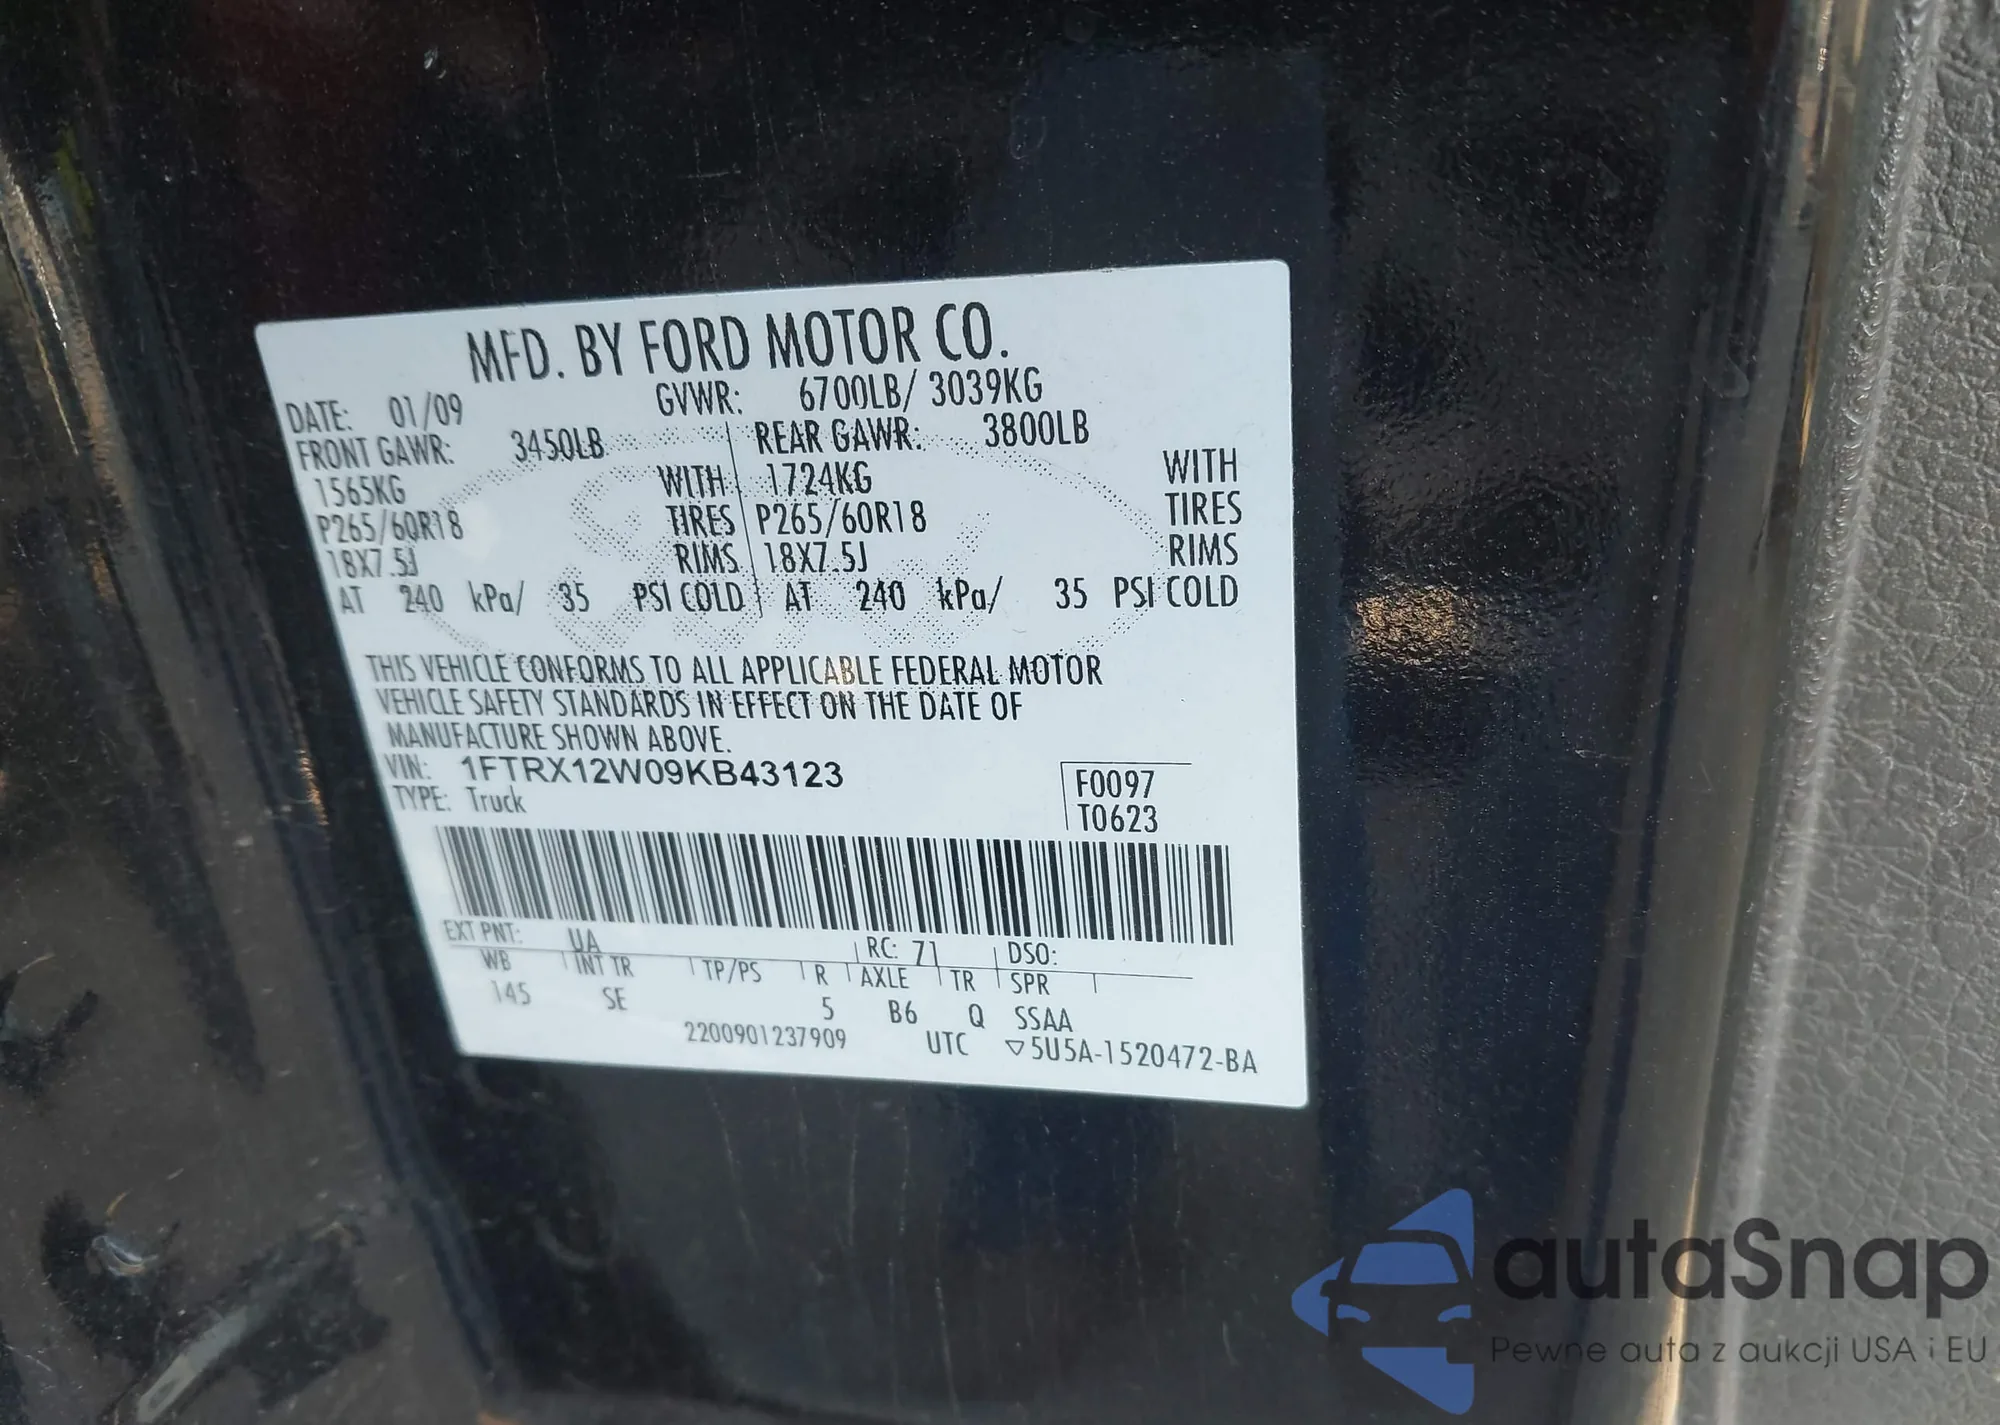 MFD. BY FORD MOTOR CO.
DATE: 01/09 GVWR: 6700LB/ 3039KG
FRONT GAWR: 3450LB REAR GAWR: 3800LB
1565KG WITH 1724KG WITH
P265/60R18 TIRES P265/60R18 TIRES
18X7.5J RIMS 18X7.5J RIMS
AT 240 kPa/ 35 PSI COLD AT 240 kPa/ 35 PSI COLD
THIS VEHICLE CONFORMS TO ALL APPLICABLE FEDERAL MOTOR
VEHICLE SAFETY STANDARDS IN EFFECT ON THE DATE OF
MANUFACTURE SHOWN ABOVE.
VIN: 1FTRX12W09KB43123 F0097
TYPE: Truck T0623
EXT PNT: UA RC: 71 DSO:
WB INT TR TP/PS R AXLE TR SPR
145 SE 5 B6 Q SSAA
2200901237909 UTC ▽5U5A-1520472-BA
autaSnap
Pewne auta z aukcji USA i EU